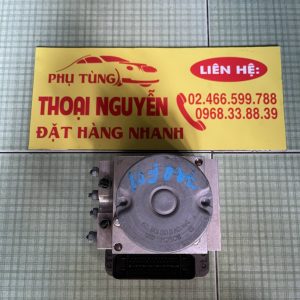 PHỤ TÙNG
THOẠI NGUYỄN
ĐẶT HÀNG NHANH
LIÊN HỆ:
02.466.599.788
0968.33.88.39